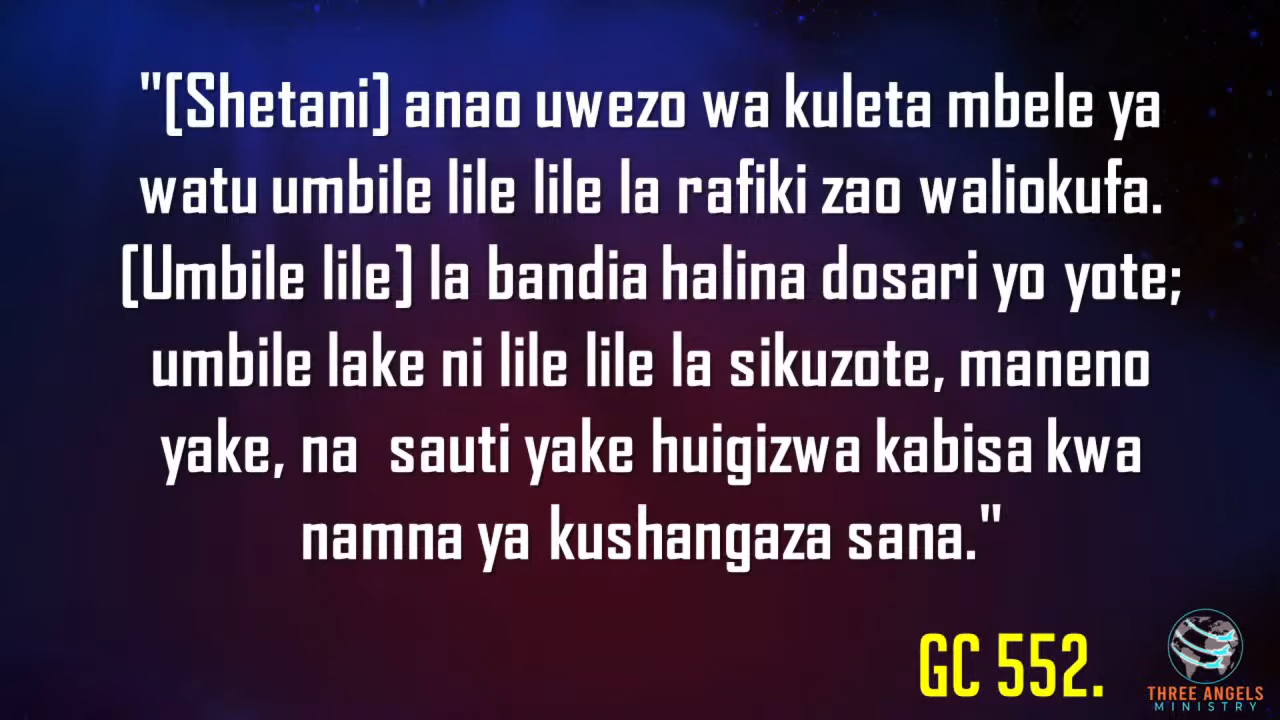 "[Shetani] anao uwezo wa kuleta mbele ya
watu umbile lile lile la rafiki zao waliokufa.
[Umbile lile] la bandia halina dosari yo yote;
umbile lake ni lile lile la sikuzote, maneno
yake, na sauti yake huigizwa kabisa kwa
namna ya kushangaza sana."
GC 552.
THREE ANGELS
MINISTRY